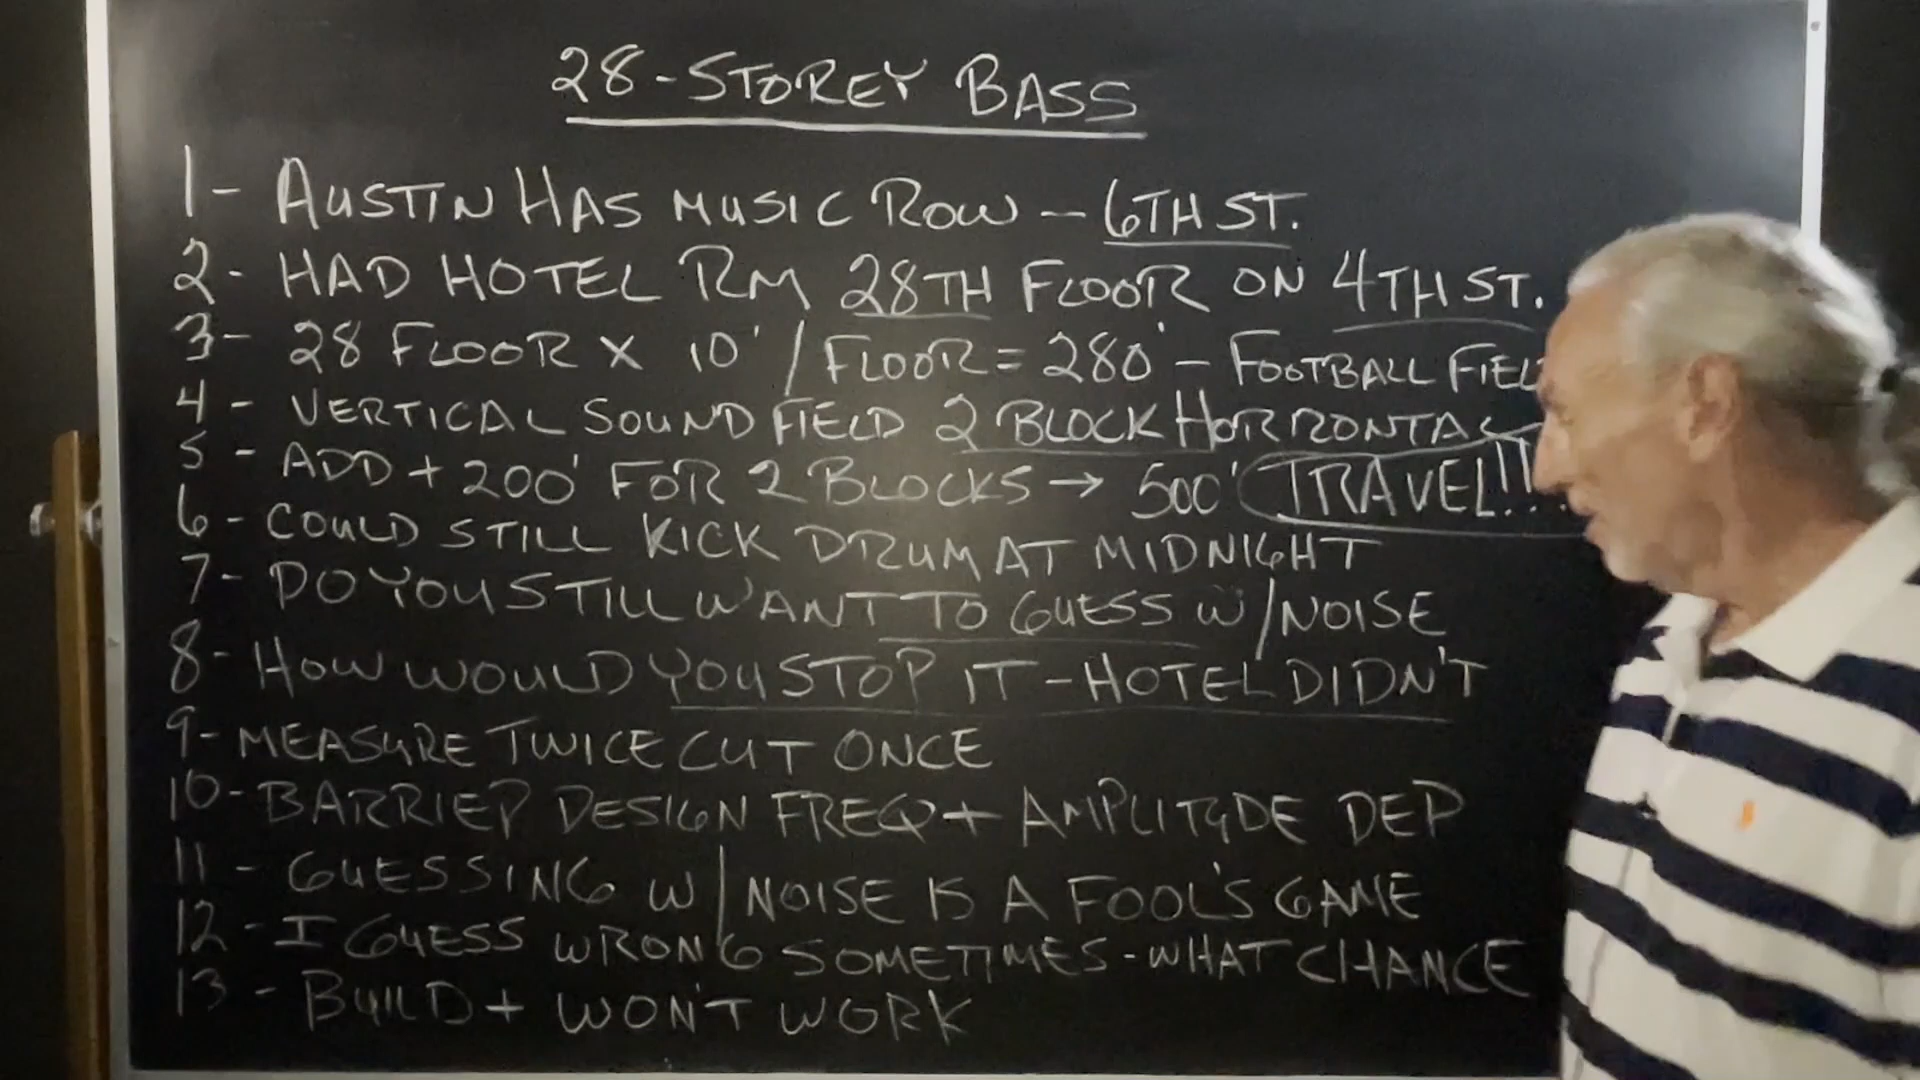 28-STOREY BASS
1- AUSTIN HAS MUSIC ROW - 6TH ST.
2- HAD HOTEL RM 28TH FLOOR ON 4TH ST.
3- 28 FLOOR X 10' / FLOOR = 280' - FOOTBALL FIEL
4- VERTICAL SOUND FIELD 2 BLOCK HORRZONTAL
5- ADD + 200' FOR 2 BLOCKS → 500' TRAVEL!!!
6- COULD STILL KICK DRUM AT MIDNIGHT
7- DO YOU STILL WANT TO GUESS W/NOISE
8- HOW WOULD YOU STOP IT - HOTEL DIDN'T
9- MEASURE TWICE CUT ONCE
10- BARRIER DESIGN FREQ + AMPLITUDE DEP
11- GUESSING W/NOISE IS A FOOL'S GAME
12- I GUESS WRONG SOMETIMES - WHAT CHANCE
13- BUILD + WON'T WORK